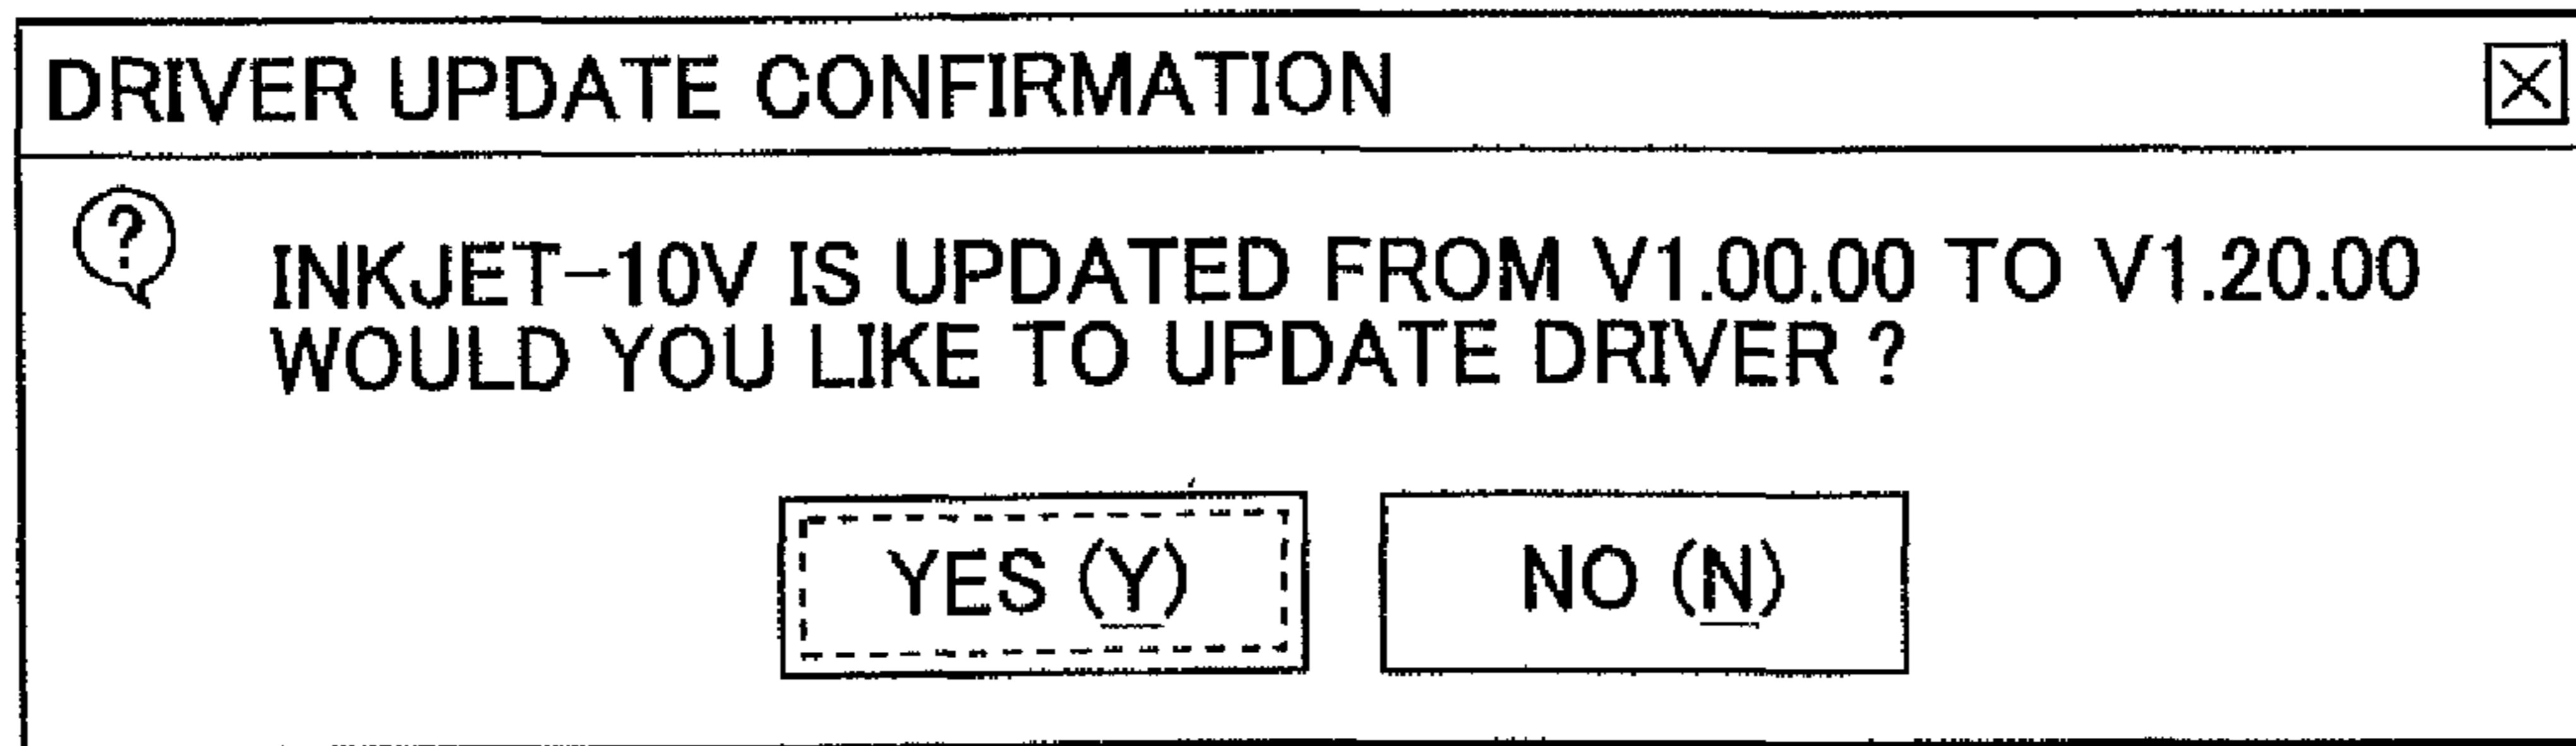 DRIVER UPDATE CONFIRMATION
?
INKJET-10V IS UPDATED FROM V1.00.00 TO V1.20.00
WOULD YOU LIKE TO UPDATE DRIVER ?
YES (Y)
NO (N)